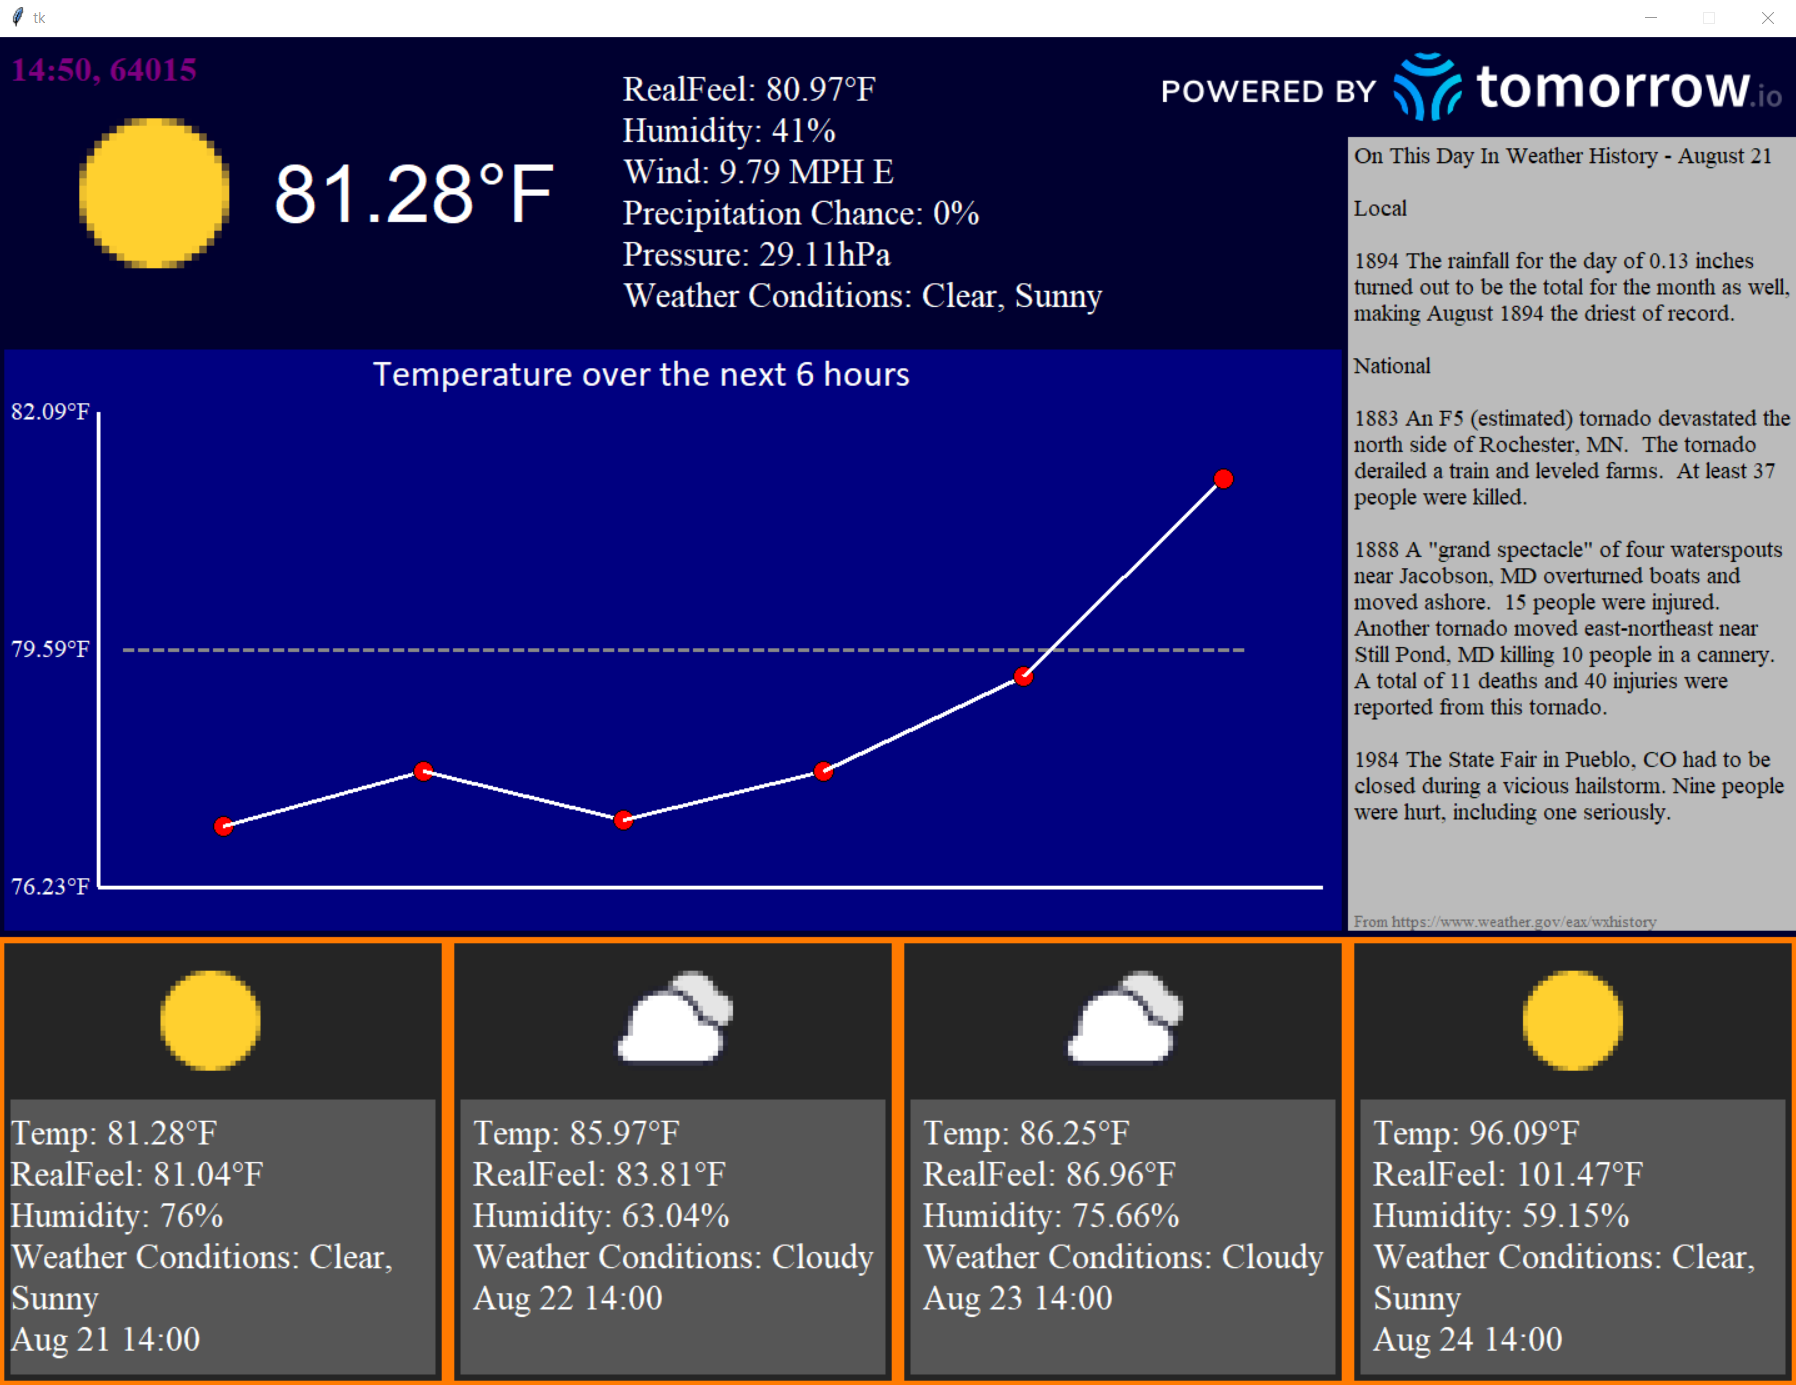 tk
14:50, 64015
81.28°F
RealFeel: 80.97°F
Humidity: 41%
Wind: 9.79 MPH E
Precipitation Chance: 0%
Pressure: 29.11hPa
Weather Conditions: Clear, Sunny
POWERED BY tomorrow.io
On This Day In Weather History - August 21
Local
1894 The rainfall for the day of 0.13 inches
turned out to be the total for the month as well,
making August 1894 the driest of record.
National
1883 An F5 (estimated) tornado devastated the
north side of Rochester, MN.  The tornado
derailed a train and leveled farms.  At least 37
people were killed.
1888 A "grand spectacle" of four waterspouts
near Jacobson, MD overturned boats and
moved ashore.  15 people were injured.
Another tornado moved east-northeast near
Still Pond, MD killing 10 people in a cannery.
A total of 11 deaths and 40 injuries were
reported from this tornado.
1984 The State Fair in Pueblo, CO had to be
closed during a vicious hailstorm. Nine people
were hurt, including one seriously.
From https://www.weather.gov/eax/wxhistory
Temperature over the next 6 hours
82.09°F
79.59°F
76.23°F
Temp: 81.28°F
RealFeel: 81.04°F
Humidity: 76%
Weather Conditions: Clear,
Sunny
Aug 21 14:00
Temp: 85.97°F
RealFeel: 83.81°F
Humidity: 63.04%
Weather Conditions: Cloudy
Aug 22 14:00
Temp: 86.25°F
RealFeel: 86.96°F
Humidity: 75.66%
Weather Conditions: Cloudy
Aug 23 14:00
Temp: 96.09°F
RealFeel: 101.47°F
Humidity: 59.15%
Weather Conditions: Clear,
Sunny
Aug 24 14:00